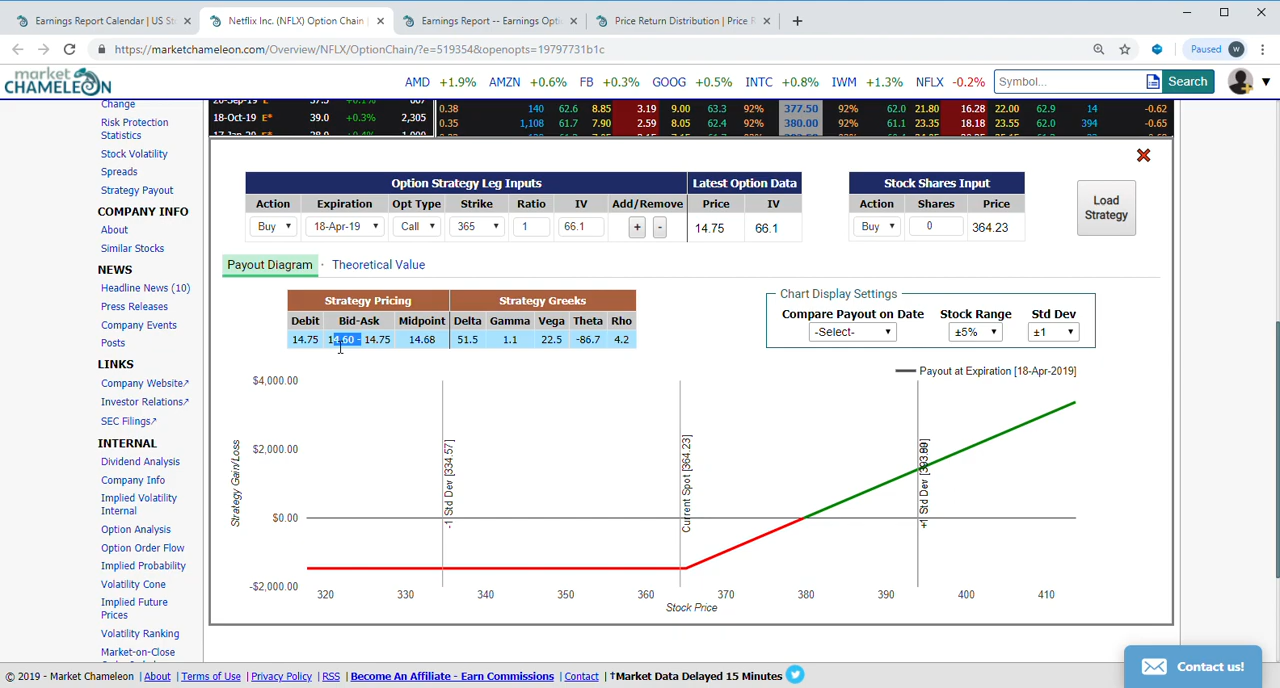 Earnings Report Calendar | US St
Netflix Inc. (NFLX) Option Chain
Earnings Report -- Earnings Opti
Price Return Distribution | Price R
https://marketchameleon.com/Overview/NFLX/OptionChain/?e=519354&openopts=19797731b1c
Paused W
market CHAMELEON
AMD +1.9% AMZN +0.6% FB +0.3% GOOG +0.5% INTC +0.8% IWM +1.3% NFLX -0.2% Symbol... Search
Change
Risk Protection
Statistics
Stock Volatility
Spreads
Strategy Payout
COMPANY INFO
About
Similar Stocks
NEWS
Headline News (10)
Press Releases
Company Events
Posts
LINKS
Company Website↗
Investor Relations↗
SEC Filings↗
INTERNAL
Dividend Analysis
Company Info
Implied Volatility
Internal
Option Analysis
Option Order Flow
Implied Probability
Volatility Cone
Implied Future
Prices
Volatility Ranking
Market-on-Close
0.38 140 62.6 8.85 3.19 9.00 63.3 92% 377.50 92% 62.0 21.80 16.28 22.00 62.9 14 -0.62
18-Oct-19 E* 39.0 +0.3% 2,305 0.35 1,108 61.7 7.90 2.59 8.05 62.4 92% 380.00 92% 61.1 23.35 18.18 23.55 62.0 394 -0.65
Option Strategy Leg Inputs Latest Option Data
Action Expiration Opt Type Strike Ratio IV Add/Remove Price IV
Buy 18-Apr-19 Call 365 1 66.1 + - 14.75 66.1
Stock Shares Input
Action Shares Price
Buy 0 364.23
Load
Strategy
Payout Diagram · Theoretical Value
Strategy Pricing Strategy Greeks
Debit Bid-Ask Midpoint Delta Gamma Vega Theta Rho
14.75 14.60 - 14.75 14.68 51.5 1.1 22.5 -86.7 4.2
Chart Display Settings
Compare Payout on Date Stock Range Std Dev
-Select- ±5% ±1
Payout at Expiration [18-Apr-2019]
$4,000.00
$2,000.00
$0.00
-$2,000.00
Strategy Gain/Loss
-1 Std Dev [334.57]
Current Spot [364.23]
+1 Std Dev [393.89]
320 330 340 350 360 370 380 390 400 410
Stock Price
Contact us!
© 2019 - Market Chameleon | About | Terms of Use | Privacy Policy | RSS | Become An Affiliate - Earn Commissions | Contact | †Market Data Delayed 15 Minutes